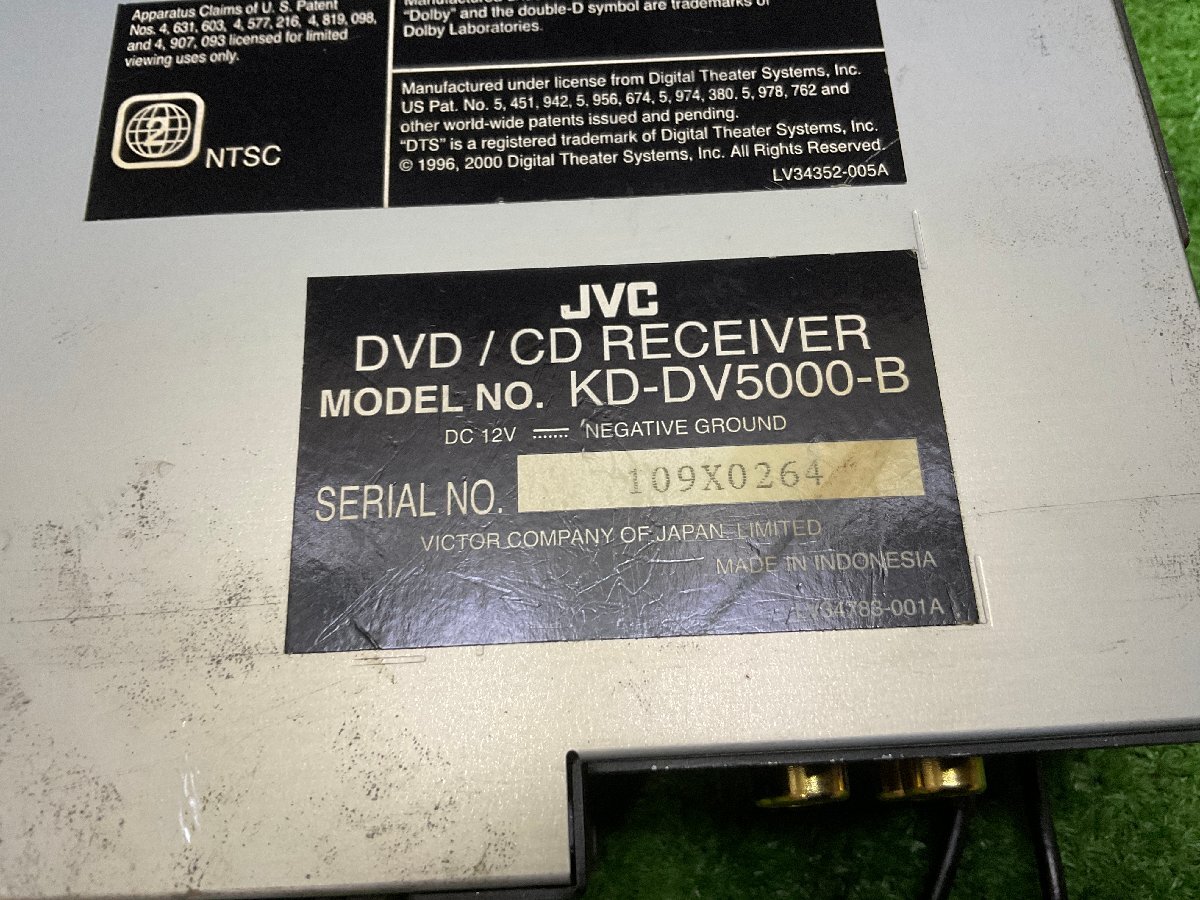 Apparatus Claims of U. S. Patent
Nos. 4, 631, 603, 4, 577, 216, 4, 819, 098,
and 4, 907, 093 licensed for limited
viewing uses only.
2
NTSC
"Dolby" and the double-D symbol are trademarks of
Dolby Laboratories.
Manufactured under license from Digital Theater Systems, Inc.
US Pat. No. 5, 451, 942, 5, 956, 674, 5, 974, 380. 5, 978, 762 and
other world-wide patents issued and pending.
"DTS" is a registered trademark of Digital Theater Systems, Inc.
© 1996, 2000 Digital Theater Systems, Inc. All Rights Reserved.
LV34352-005A
JVC
DVD / CD RECEIVER
MODEL NO. KD-DV5000-B
DC 12V NEGATIVE GROUND
SERIAL NO. 109X0264
VICTOR COMPANY OF JAPAN, LIMITED
MADE IN INDONESIA
LV34788-001A